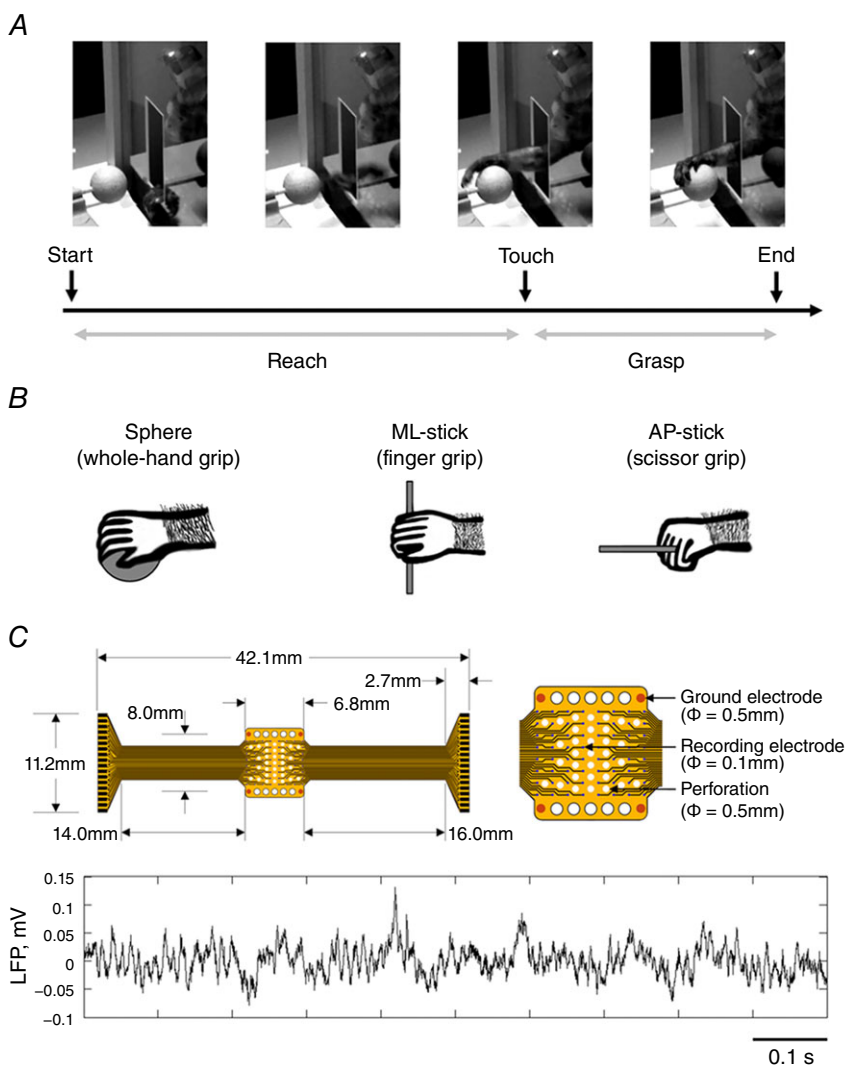 A
Start
Touch
End
Reach
Grasp
B
Sphere
(whole-hand grip)
ML-stick
(finger grip)
AP-stick
(scissor grip)
C
42.1mm
2.7mm
8.0mm
6.8mm
11.2mm
14.0mm
16.0mm
Ground electrode
(Φ = 0.5mm)
Recording electrode
(Φ = 0.1mm)
Perforation
(Φ = 0.5mm)
LFP, mV
0.15
0.1
0.05
0
−0.05
−0.1
0.1 s